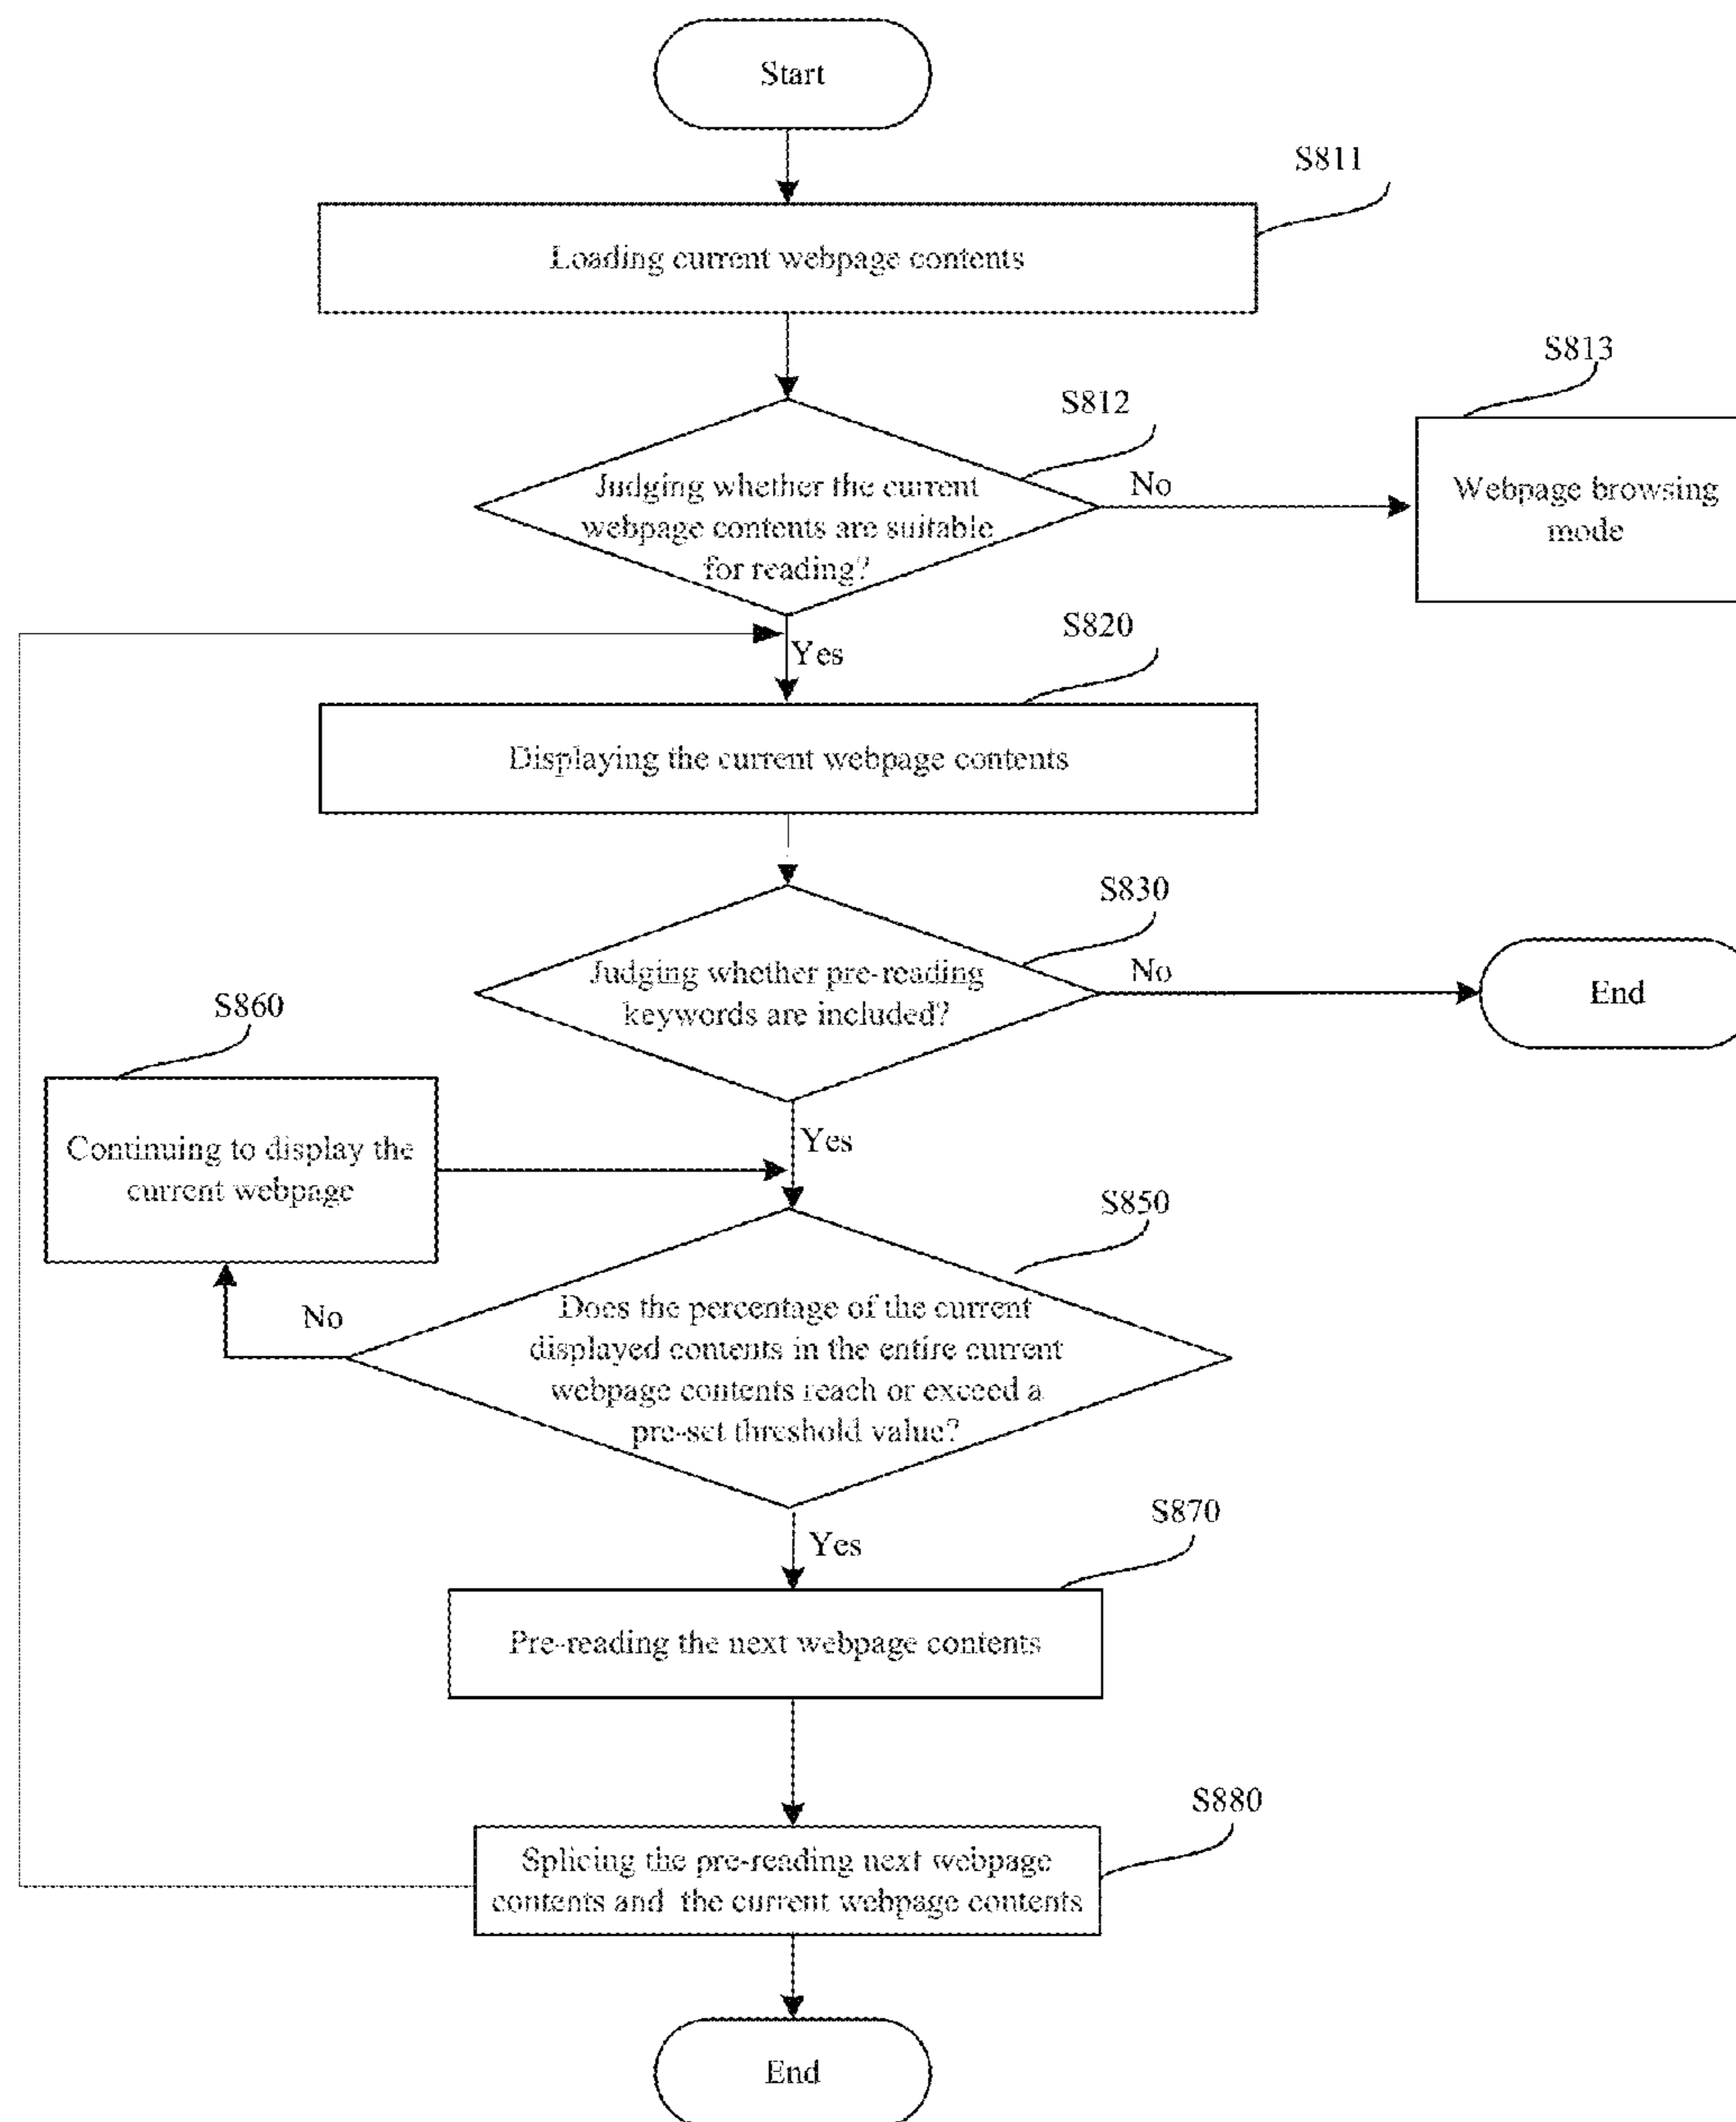 Start
S811
Loading current webpage contents
S813
S812
Judging whether the current
webpage contents are suitable
for reading?
No
Webpage browsing
mode
Yes
S820
Displaying the current webpage contents
S830
Judging whether pre-reading
keywords are included?
No
End
S860
Continuing to display the
current webpage
Yes
S850
Does the percentage of the current
displayed contents in the entire current
webpage contents reach or exceed a
pre-set threshold value?
No
Yes
S870
Pre-reading the next webpage contents
S880
Splicing the pre-reading next webpage
contents and the current webpage contents
End